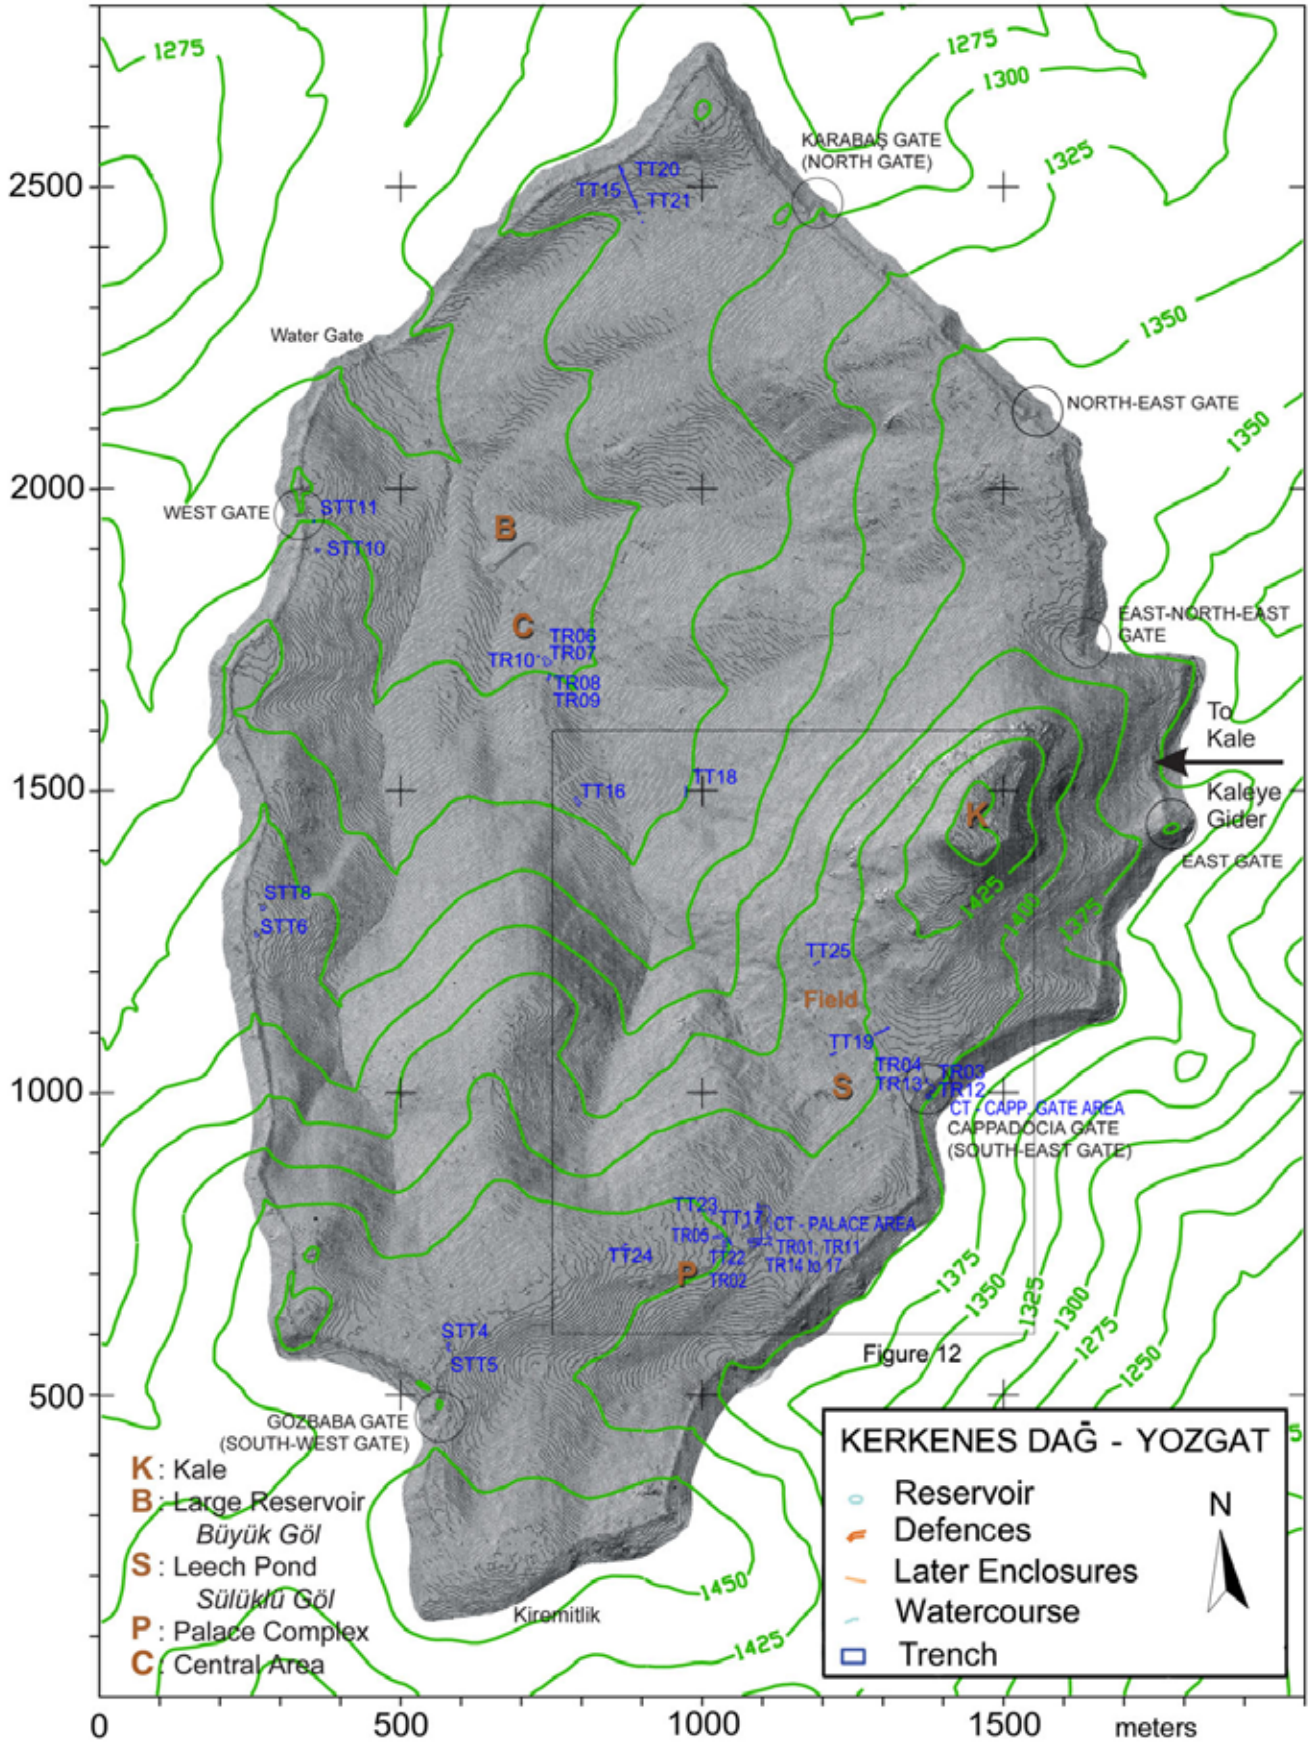 1275
1275
1300
KARABAŞ GATE
(NORTH GATE)
1325
2500
TT20
TT15
TT21
1350
Water Gate
NORTH-EAST GATE
1350
2000
WEST GATE
STT11
STT10
B
C
TR06
TR07
TR10
TR08
TR09
EAST-NORTH-EAST
GATE
To
Kale
1500
TT16
TT18
K
Kaleye
Gider
EAST GATE
STT8
STT6
1425
1400
1375
TT25
Field
TT19
1000
S
TR04
TR13
TR03
TR12
CT - CAPP. GATE AREA
CAPPADOCIA GATE
(SOUTH-EAST GATE)
TT23
TT17
CT - PALACE AREA
TR05
TR01, TR11
TT24
TT22
TR14 to 17
P
TR02
1375
1350
1325
1300
1275
1250
STT4
STT5
Figure 12
500
GÖZBABA GATE
(SOUTH-WEST GATE)
K : Kale
B : Large Reservoir
Büyük Göl
S : Leech Pond
Sülüklü Göl
P : Palace Complex
C : Central Area
Kiremitlik
1450
1425
5
KERKENES DAĞ - YOZGAT
Reservoir
Defences
Later Enclosures
Watercourse
Trench
N
0
500
1000
1500
meters